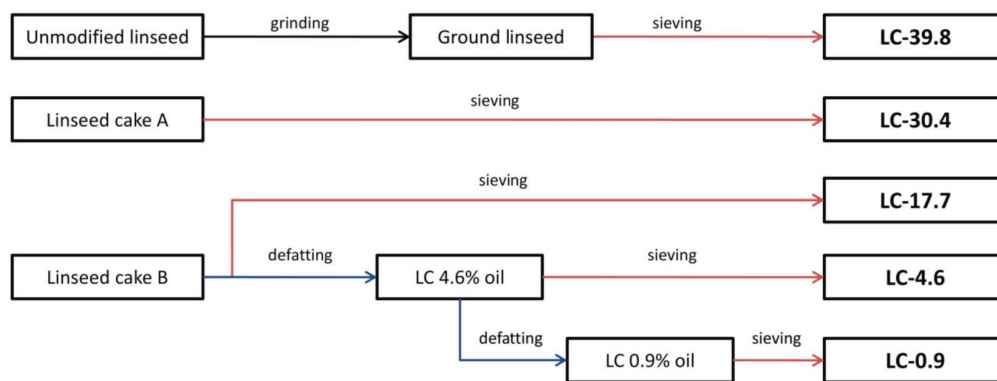 Unmodified linseed
grinding
Ground linseed
sieving
LC-39.8
Linseed cake A
sieving
LC-30.4
sieving
LC-17.7
Linseed cake B
defatting
LC 4.6% oil
sieving
LC-4.6
defatting
LC 0.9% oil
sieving
LC-0.9